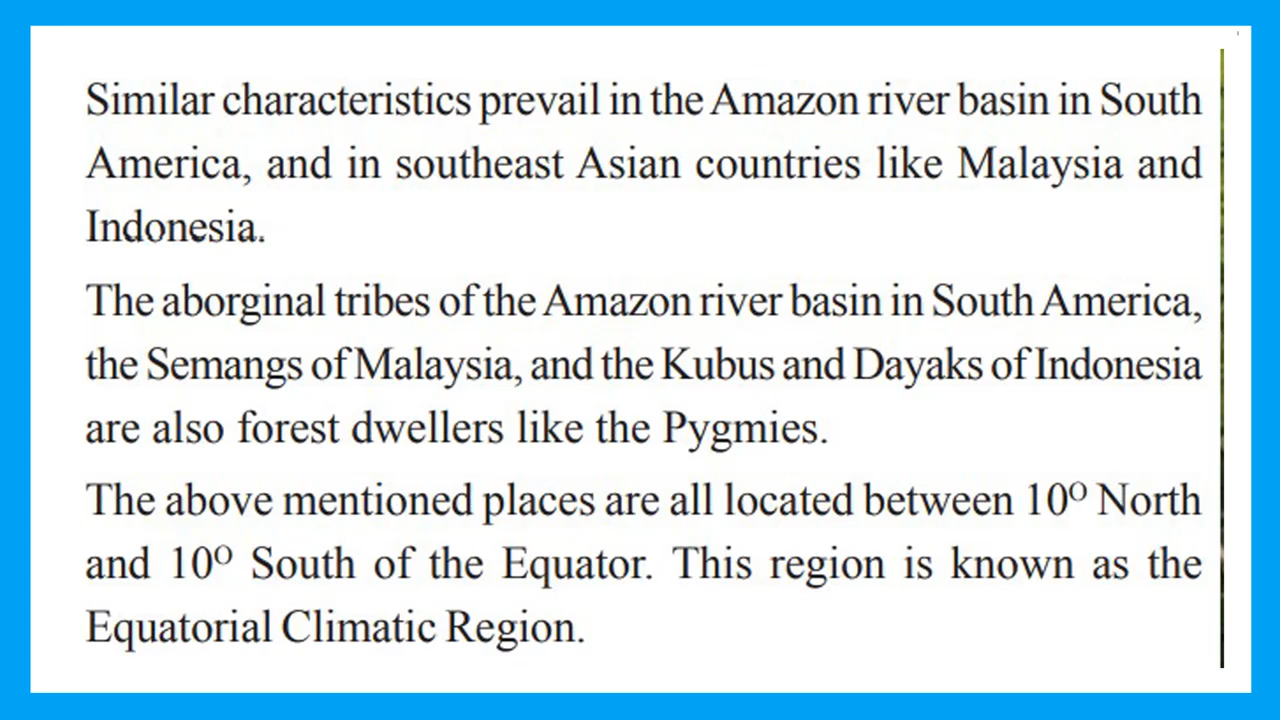 Similar characteristics prevail in the Amazon river basin in South
America, and in southeast Asian countries like Malaysia and
Indonesia.
The aborginal tribes of the Amazon river basin in South America,
the Semangs of Malaysia, and the Kubus and Dayaks of Indonesia
are also forest dwellers like the Pygmies.
The above mentioned places are all located between 10⁰ North
and 10⁰ South of the Equator. This region is known as the
Equatorial Climatic Region.